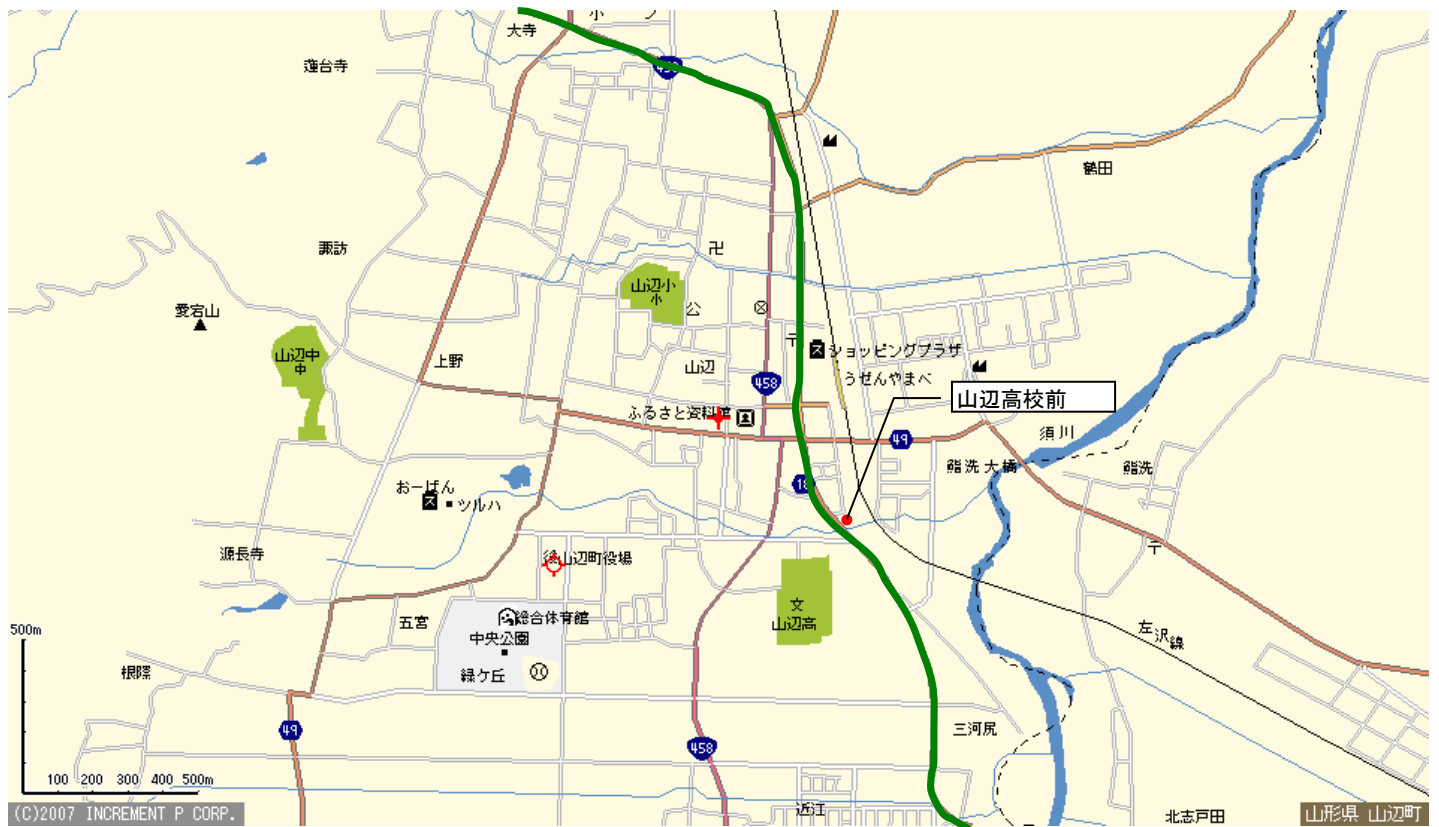 大寺
蓮台寺
鶴田
諏訪
卍
山辺小
小
公
愛宕山
山辺中
中
上野
山辺
〒
ショッピングプラザ
うぜんやまべ
458
山辺高校前
ふるさと資料館
49
須川
鮨洗大橋
鮨洗
おーばん
ツルハ
源長寺
〒
山辺町役場
文
山辺高
五宮
総合体育館
中央公園
緑ケ丘
左沢線
500m
根際
49
458
三河尻
100 200 300 400 500m
近江
北志戸田
(C)2007 INCREMENT P CORP.
山形県 山辺町